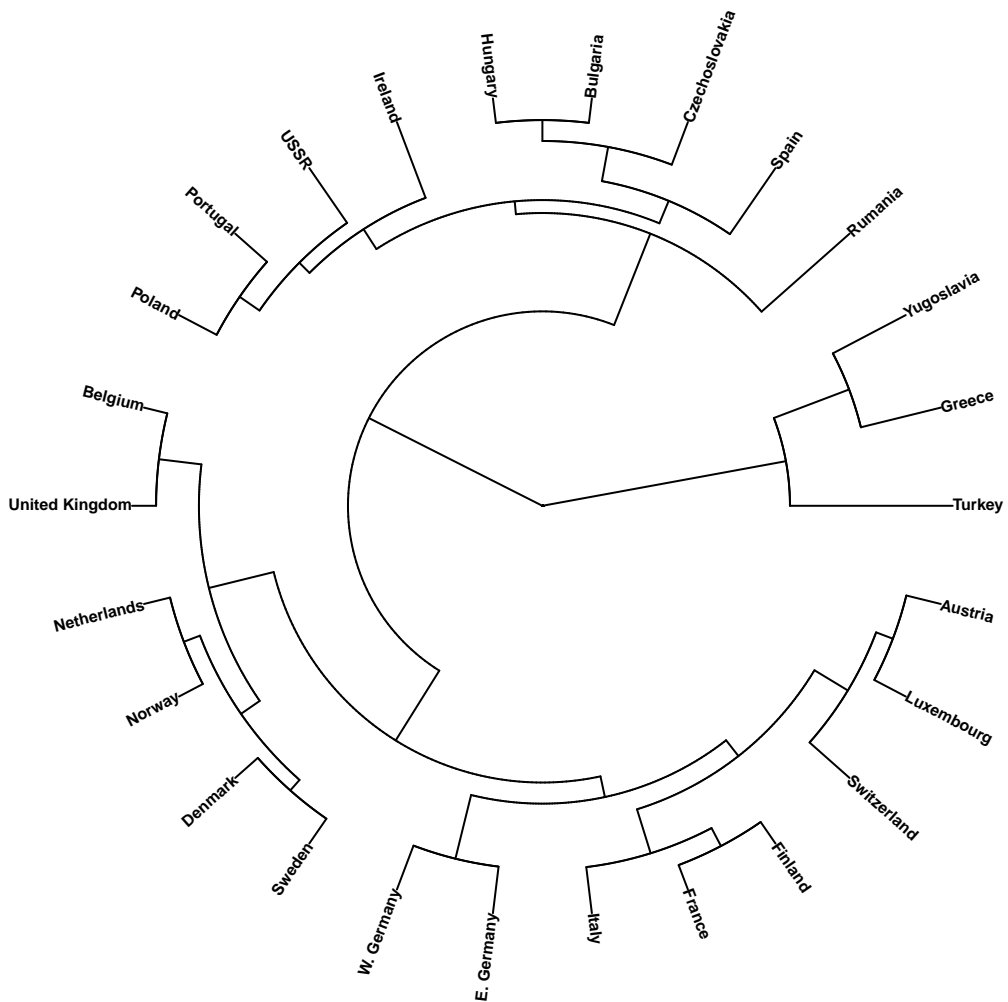 Hungary
Bulgaria
Czechoslovakia
Ireland
USSR
Spain
Portugal
Rumania
Poland
Yugoslavia
Belgium
Greece
United Kingdom
Turkey
Netherlands
Austria
Norway
Luxembourg
Denmark
Switzerland
Sweden
Finland
W. Germany
E. Germany
Italy
France